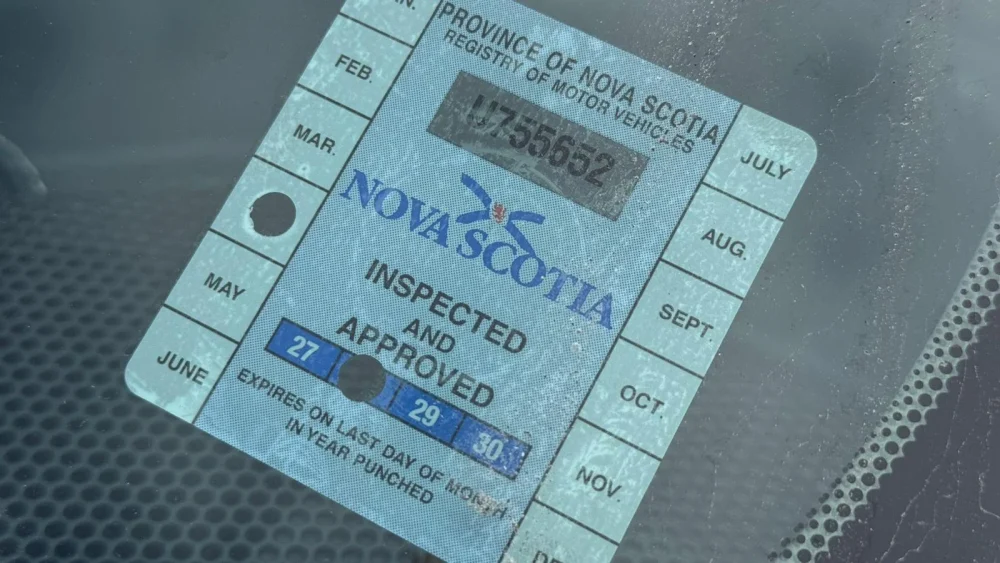 PROVINCE OF NOVA SCOTIA
REGISTRY OF MOTOR VEHICLES
U755652
NOVA SCOTIA
INSPECTED
AND
APPROVED
27 29 30
EXPIRES ON LAST DAY OF MONTH
IN YEAR PUNCHED
FEB.
MAR.
MAY
JUNE
JULY
AUG.
SEPT
OCT.
NOV.